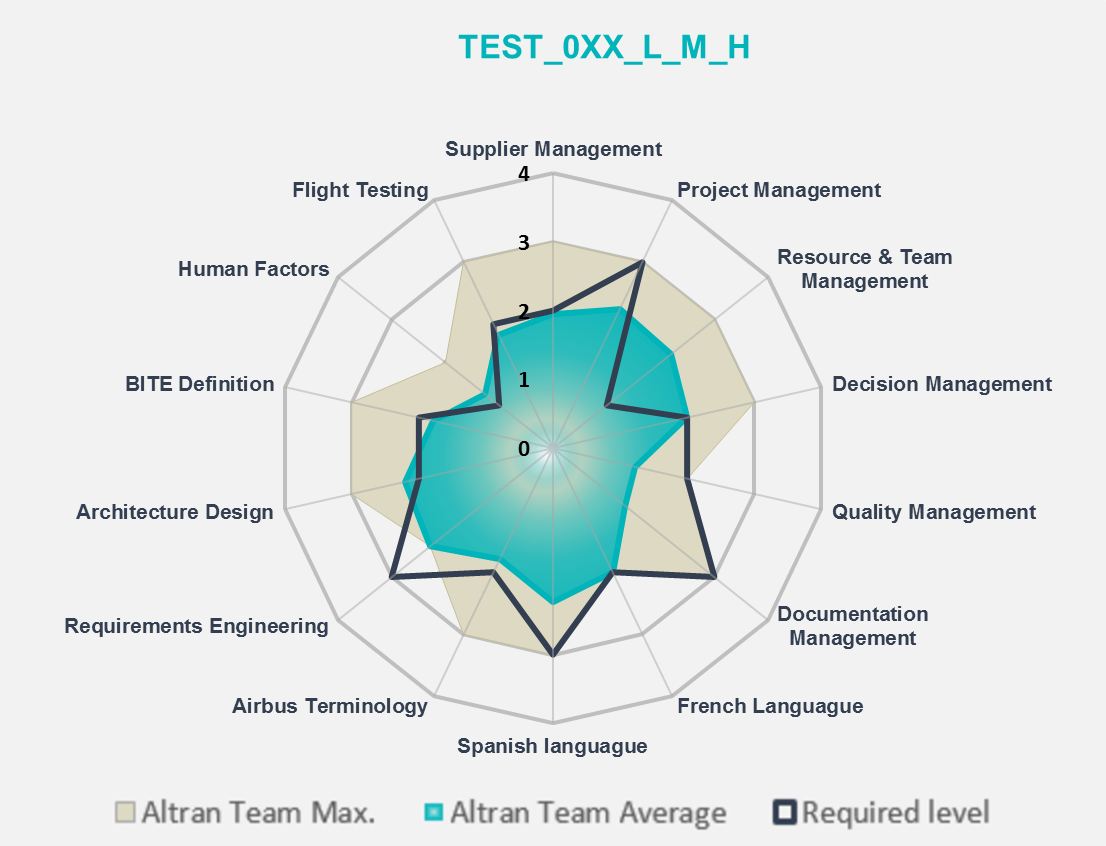 TEST_0XX_L_M_H
Supplier Management
4
Flight Testing
Project Management
3
Resource & Team
Management
Human Factors
2
1
BITE Definition
Decision Management
0
Architecture Design
Quality Management
Documentation
Management
Requirements Engineering
Airbus Terminology
French Languague
Spanish languague
Altran Team Max.
Altran Team Average
Required level